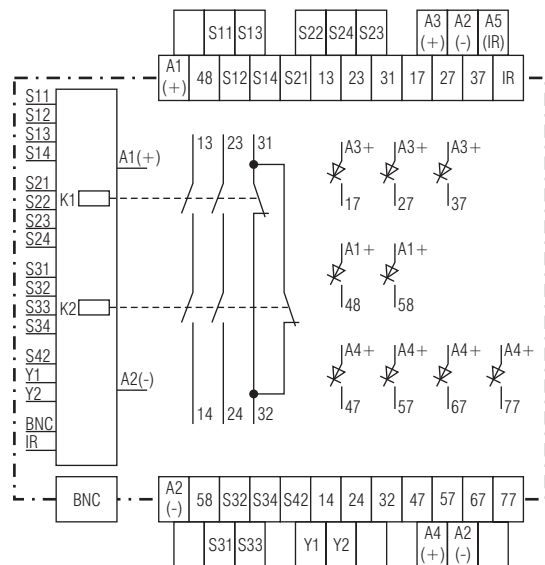 S11 S13 S22 S24 S23 A3 (+) A2 (-) A5 (IR)
A1 (+) 48 S12 S14 S21 13 23 31 17 27 37 IR
S11
S12
S13
S14
A1(+)
S21
K1
S22
S23
S24
S31
S32
K2
S33
S34
S42
Y1
A2(-)
Y2
BNC
IR
13 23 31
14 24 32
A3+ A3+ A3+
17 27 37
A1+ A1+
48 58
A4+ A4+ A4+ A4+
47 57 67 77
BNC
A2 (-) 58 S32 S34 S42 14 24 32 47 57 67 77
S31 S33 Y1 Y2 A4 (+) A2 (-)